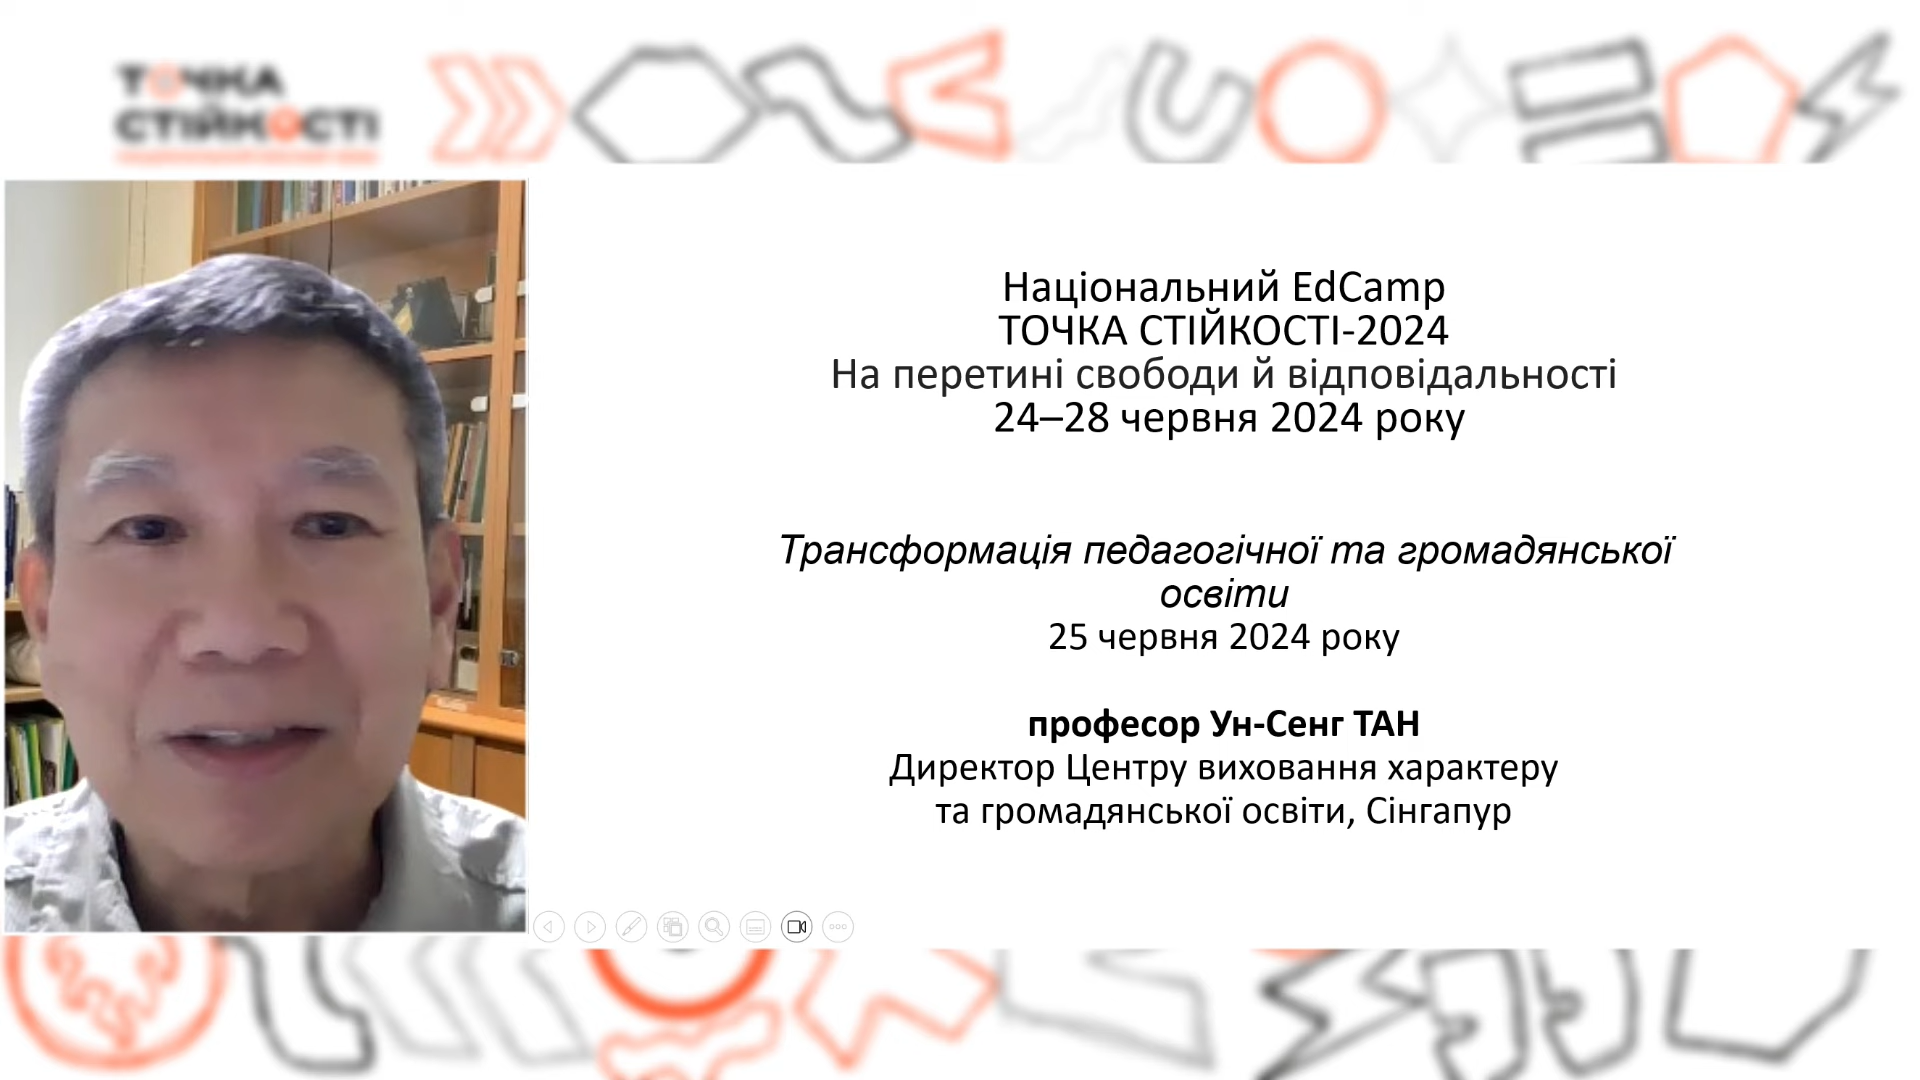 ТОЧКА
СТІЙКОСТІ
Національний EdCamp
ТОЧКА СТІЙКОСТІ-2024
На перетині свободи й відповідальності
24–28 червня 2024 року
Трансформація педагогічної та громадянської
освіти
25 червня 2024 року
професор Ун-Сенг ТАН
Директор Центру виховання характеру
та громадянської освіти, Сінгапур